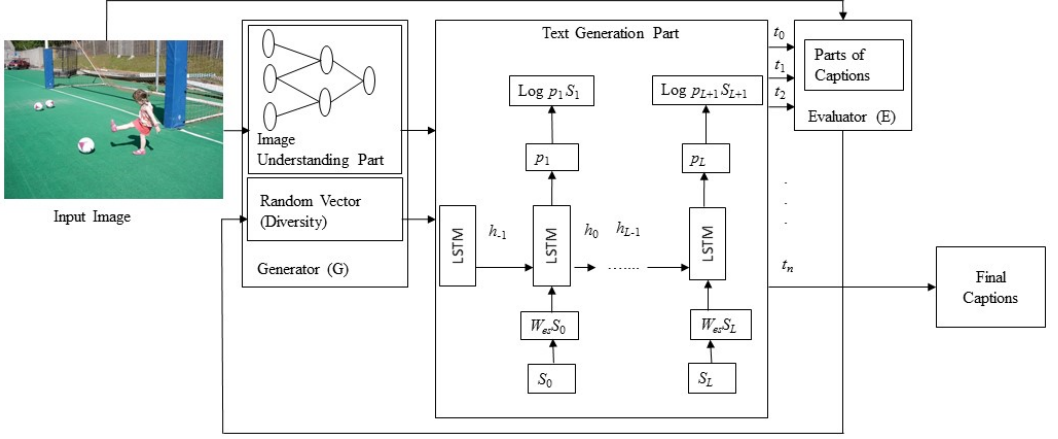 Text Generation Part
t0
Parts of
Captions
t1
t2
Evaluator (E)
Log p1S1
Log pL+1SL+1
Image
Understanding Part
p1
pL
Input Image
Random Vector
(Diversity)
Generator (G)
LSTM
h-1
LSTM
h0
hL-1
.......
LSTM
.
.
.
tn
Final
Captions
WesS0
WesSL
S0
SL